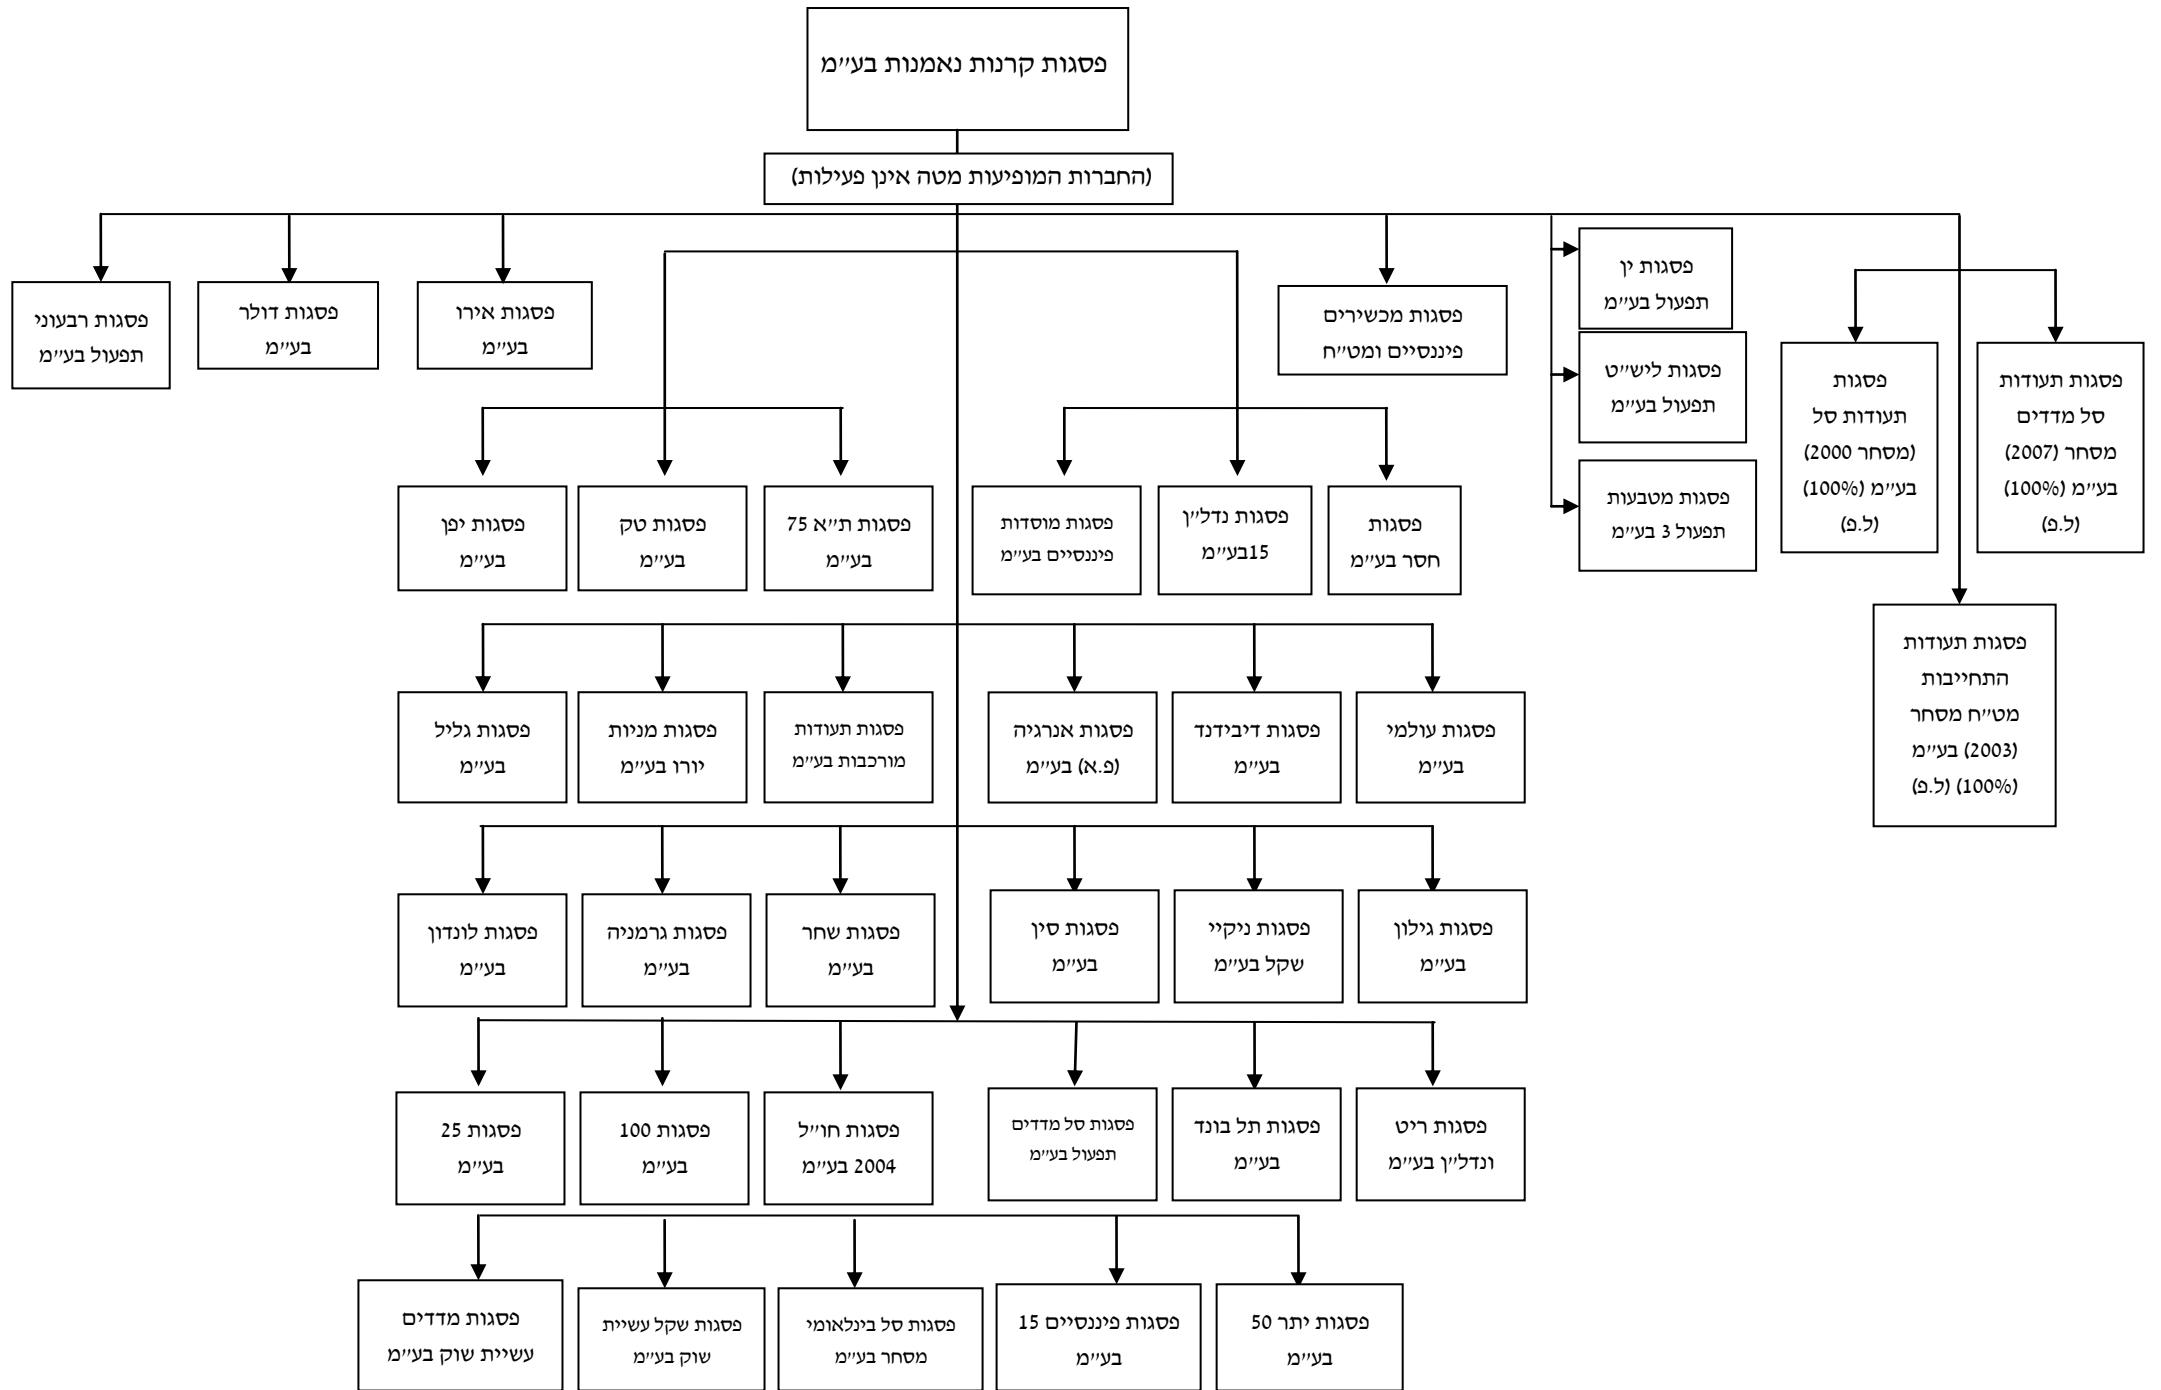 פסגות קרנות נאמנות בע״מ
(החברות המופיעות מטה אינן פעילות)
פסגות תעודות
סל מדדים
מסחר (2007)
בע״מ (100%)
(ל.פ)
פסגות
תעודות סל
(מסחר 2000)
בע״מ (100%)
(ל.פ)
פסגות תעודות
התחייבות
מט״ח מסחר
(2003) בע״מ
(100%) (ל.פ)
פסגות ין
תפעול בע״מ
פסגות ליש״ט
תפעול בע״מ
פסגות מטבעות
תפעול 3 בע״מ
פסגות מכשירים
פיננסיים ומט״ח
פסגות אירו
בע״מ
פסגות דולר
בע״מ
פסגות רבעוני
תפעול בע״מ
פסגות
חסר בע״מ
פסגות נדל״ן
15בע״מ
פסגות מוסדות
פיננסיים בע״מ
פסגות ת״א 75
בע״מ
פסגות טק
בע״מ
פסגות יפן
בע״מ
פסגות עולמי
בע״מ
פסגות דיבידנד
בע״מ
פסגות אנרגיה
(פ.א) בע״מ
פסגות תעודות
מורכבות בע״מ
פסגות מניות
יורו בע״מ
פסגות גליל
בע״מ
פסגות גילון
בע״מ
פסגות ניקיי
שקל בע״מ
פסגות סין
בע״מ
פסגות שחר
בע״מ
פסגות גרמניה
בע״מ
פסגות לונדון
בע״מ
פסגות ריט
ונדל״ן בע״מ
פסגות תל בונד
בע״מ
פסגות סל מדדים
תפעול בע״מ
פסגות חו״ל
2004 בע״מ
פסגות 100
בע״מ
פסגות 25
בע״מ
פסגות יתר 50
בע״מ
פסגות פיננסיים 15
בע״מ
פסגות סל בינלאומי
מסחר בע״מ
פסגות שקל עשיית
שוק בע״מ
פסגות מדדים
עשיית שוק בע״מ